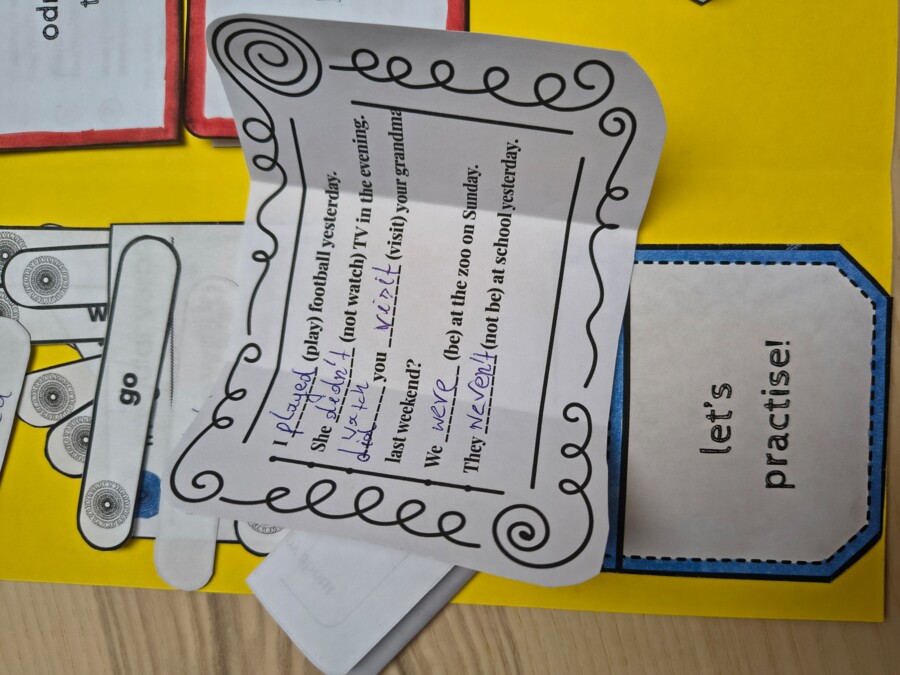 I played (play) football yesterday.
She didn't (not watch) TV in the evening.
watch
did you visit (visit) your grandma
last weekend?
We were (be) at the zoo on Sunday.
They weren't (not be) at school yesterday.
let's
practise!
go
w